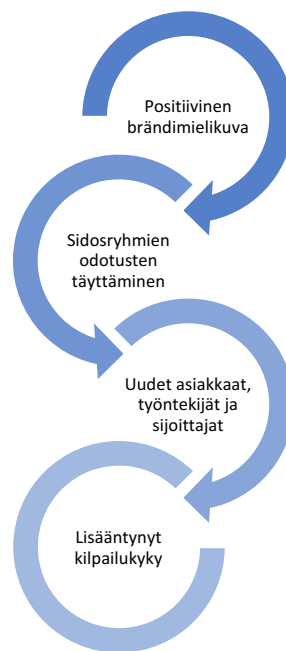 Positiivinen
brändimielikuva
Sidosryhmien
odotusten
täyttäminen
Uudet asiakkaat,
työntekijät ja
sijoittajat
Lisääntynyt
kilpailukyky